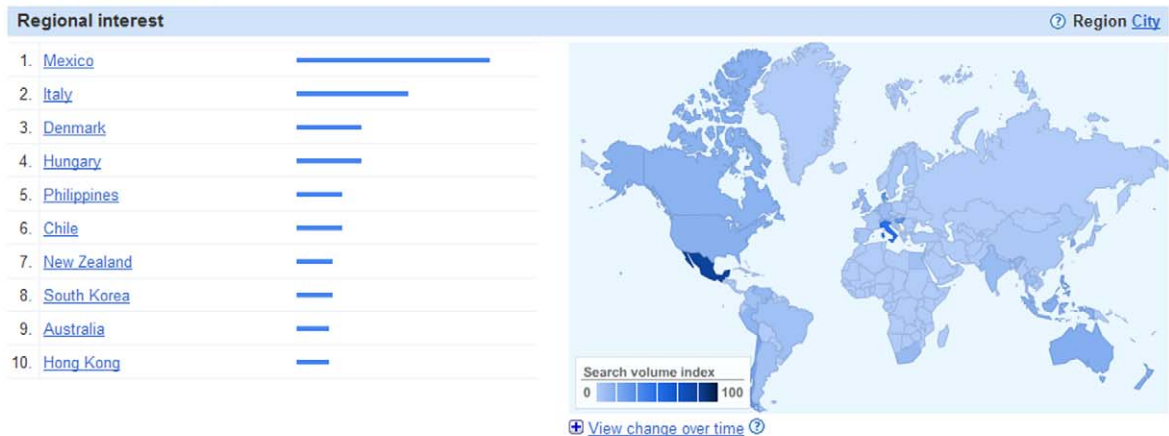 Regional interest
Region City
1. Mexico
2. Italy
3. Denmark
4. Hungary
5. Philippines
6. Chile
7. New Zealand
8. South Korea
9. Australia
10. Hong Kong
Search volume index
0 100
View change over time